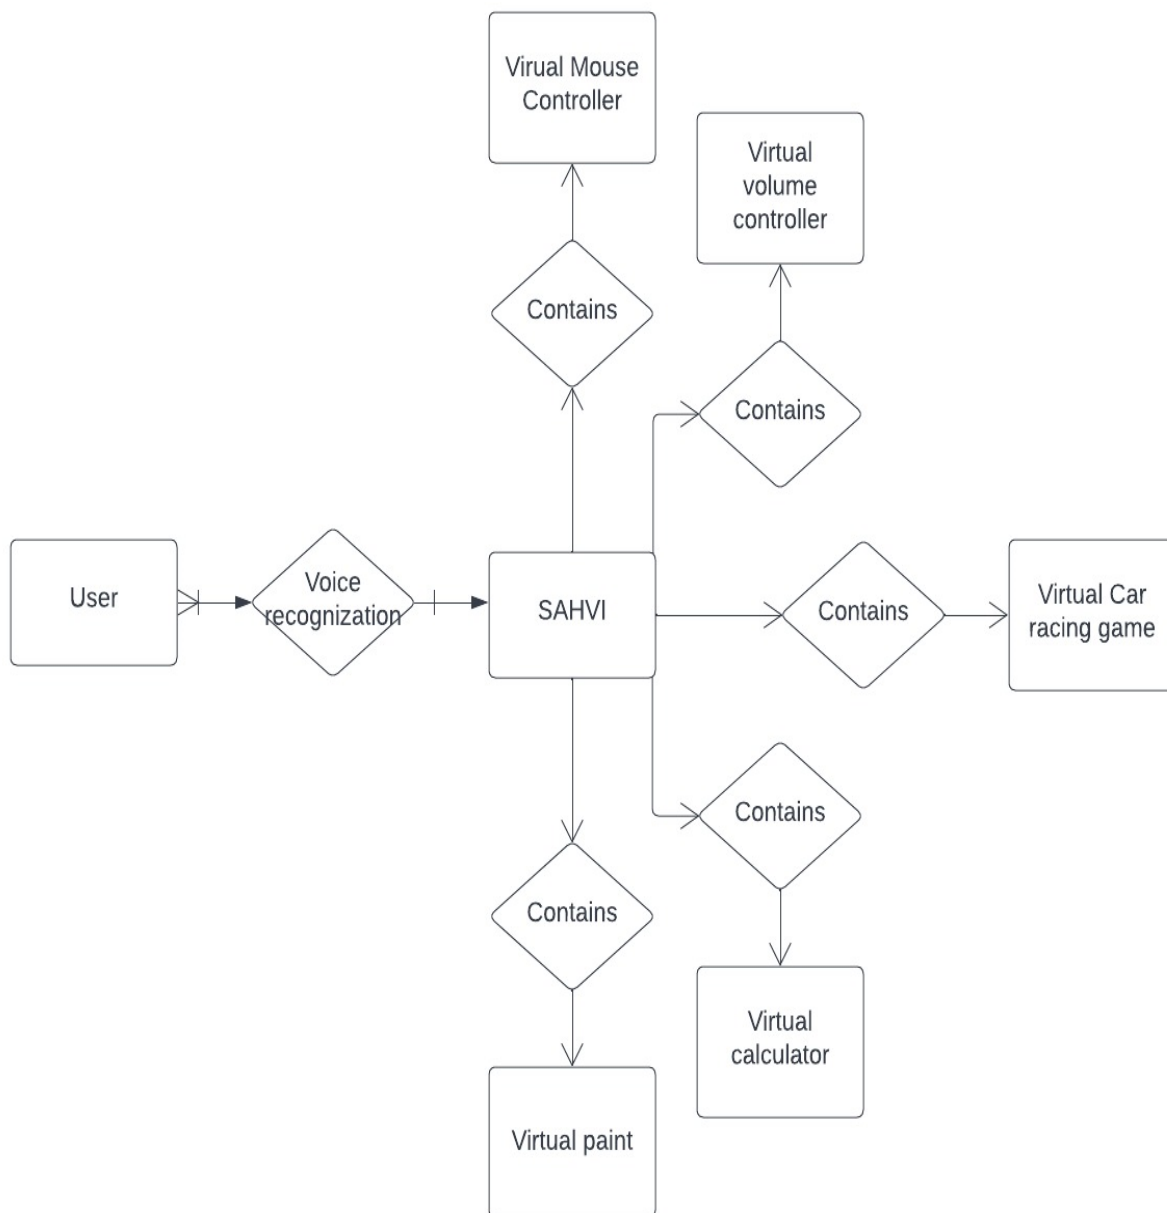 Virual Mouse
Controller
Virtual
volume
controller
Contains
Contains
User
Voice
recognization
SAHVI
Contains
Virtual Car
racing game
Contains
Contains
Virtual
calculator
Virtual paint